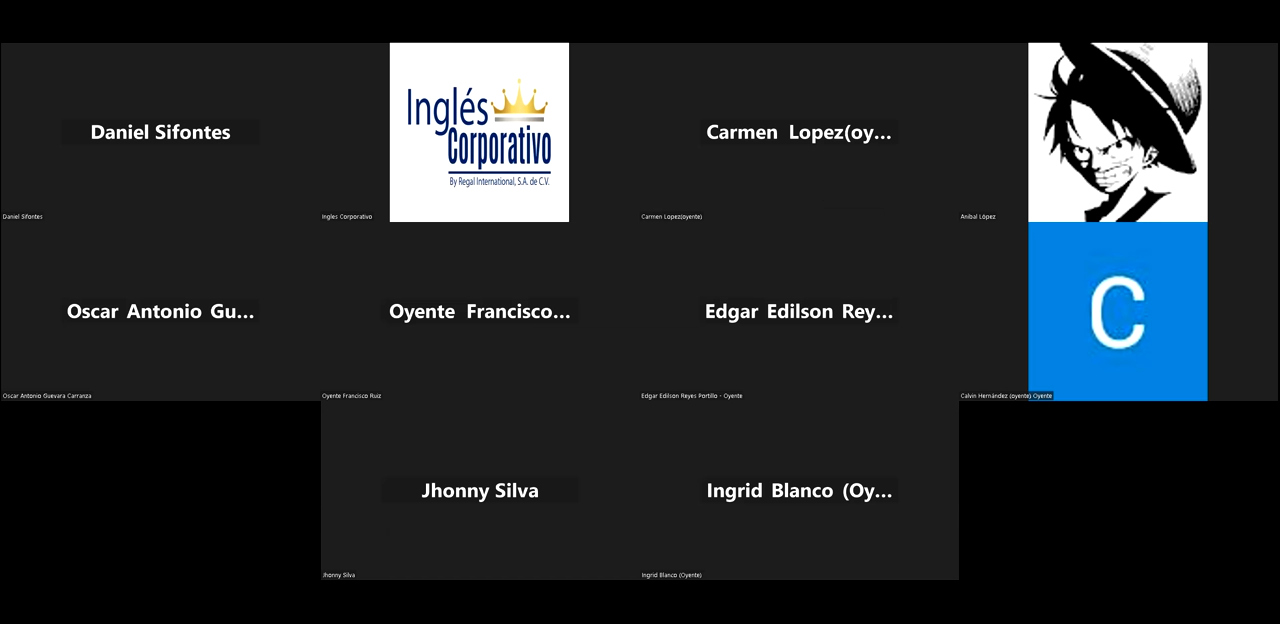 Daniel Sifontes
Daniel Sifontes
Inglés
Corporativo
By Regal International, S.A. de C.V.
Ingles Corporativo
Carmen Lopez(oy...
Carmen Lopez(oyente)
Anibal López
Oscar Antonio Gu...
Oscar Antonio Guevara Carranza
Oyente Francisco...
Oyente Francisco Ruiz
Edgar Edilson Rey...
Edgar Edilson Reyes Portillo - Oyente
C
Calvin Hernández (oyente) Oyente
Jhonny Silva
Jhonny Silva
Ingrid Blanco (Oy...
Ingrid Blanco (Oyente)